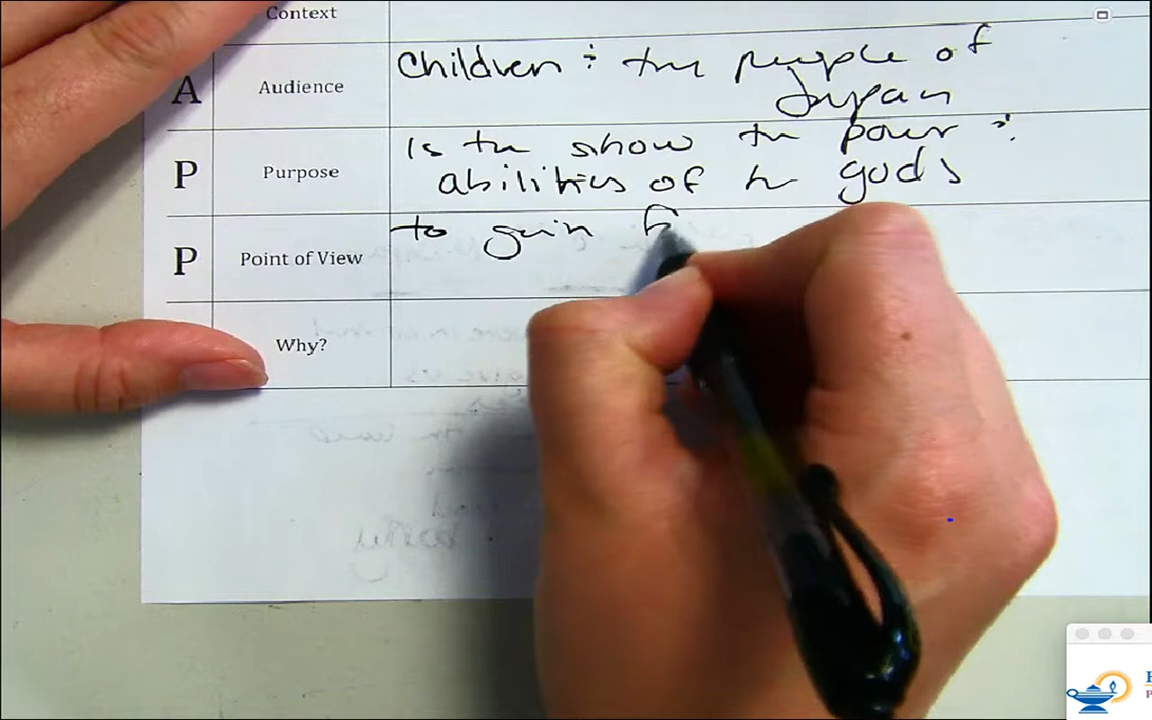 Context
A Audience Children & the people of
Japan
P Purpose Is to show the power &
abilities of the gods
P Point of View to gain
Why?